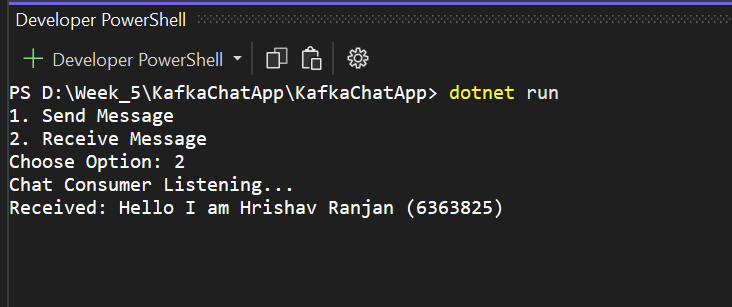 Developer PowerShell
Developer PowerShell
PS D:\Week_5\KafkaChatApp\KafkaChatApp> dotnet run
1. Send Message
2. Receive Message
Choose Option: 2
Chat Consumer Listening...
Received: Hello I am Hrishav Ranjan (6363825)